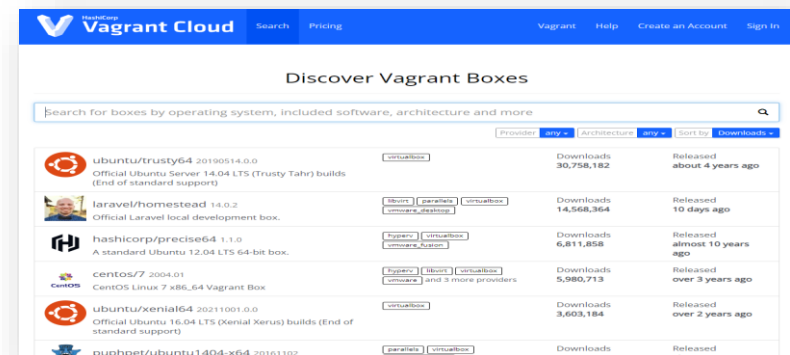 HashiCorp
Vagrant Cloud Search Pricing Vagrant Help Create an Account Sign In
Discover Vagrant Boxes
Search for boxes by operating system, included software, architecture and more
Provider any Architecture any Sort by Downloads
ubuntu/trusty64 20190514.0.0
Official Ubuntu Server 14.04 LTS (Trusty Tahr) builds
(End of standard support)
virtualbox
Downloads
30,758,182
Released
about 4 years ago
laravel/homestead 14.0.2
Official Laravel local development box.
libvirt parallels virtualbox
vmware_desktop
Downloads
14,568,364
Released
10 days ago
hashicorp/precise64 1.1.0
A standard Ubuntu 12.04 LTS 64-bit box.
hyperv virtualbox
vmware_fusion
Downloads
6,811,858
Released
almost 10 years
ago
CentOS
centos/7 2004.01
CentOS Linux 7 x86_64 Vagrant Box
hyperv libvirt virtualbox
vmware and 3 more providers
Downloads
5,980,713
Released
over 3 years ago
ubuntu/xenial64 20211001.0.0
Official Ubuntu 16.04 LTS (Xenial Xerus) builds (End of
standard support)
virtualbox
Downloads
3,603,184
Released
over 2 years ago
puphpet/ubuntu1404-x64 20161102
parallels virtualbox
Downloads
Released